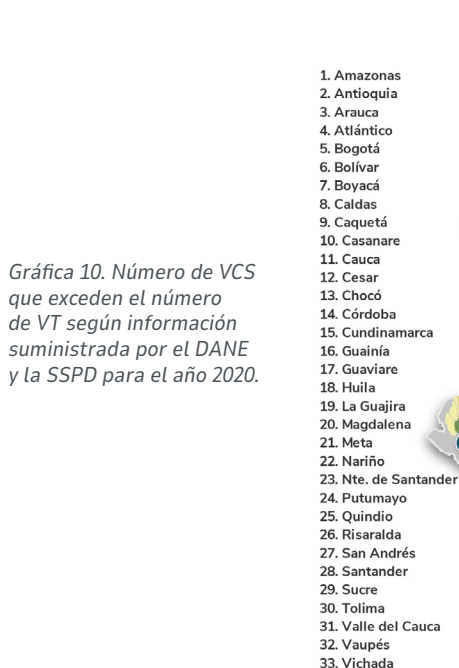 Gráfica 10. Número de VCS
que exceden el número
de VT según información
suministrada por el DANE
y la SSPD para el año 2020.
1. Amazonas
2. Antioquia
3. Arauca
4. Atlántico
5. Bogotá
6. Bolívar
7. Boyacá
8. Caldas
9. Caquetá
10. Casanare
11. Cauca
12. Cesar
13. Chocó
14. Córdoba
15. Cundinamarca
16. Guainía
17. Guaviare
18. Huila
19. La Guajira
20. Magdalena
21. Meta
22. Nariño
23. Nte. de Santander
24. Putumayo
25. Quindio
26. Risaralda
27. San Andrés
28. Santander
29. Sucre
30. Tolima
31. Valle del Cauca
32. Vaupés
33. Vichada